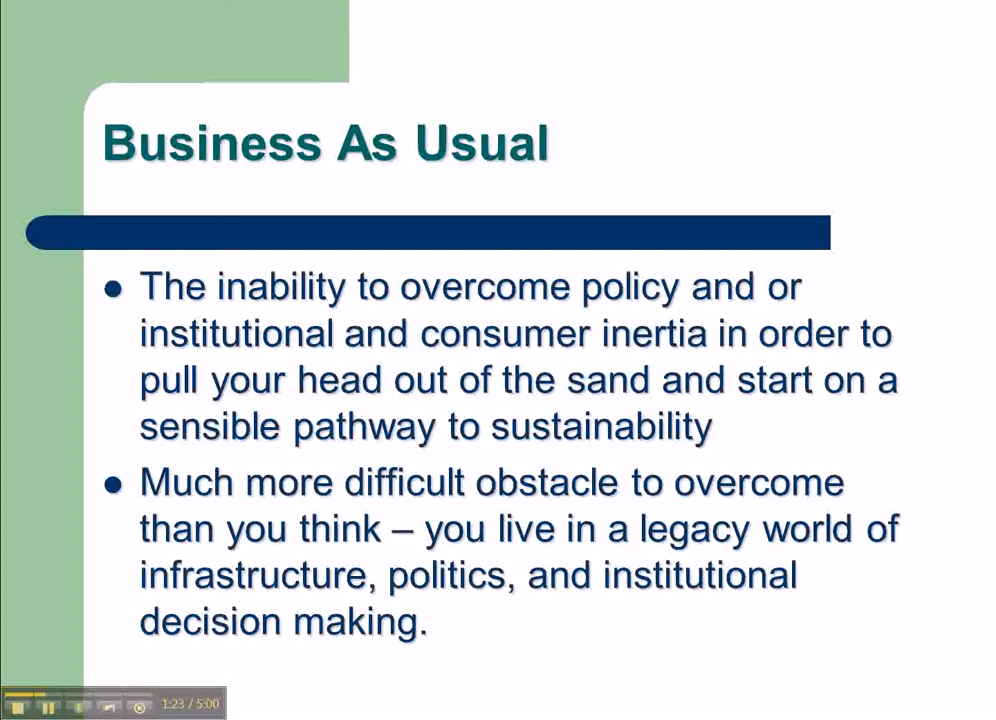 Business As Usual
The inability to overcome policy and or
institutional and consumer inertia in order to
pull your head out of the sand and start on a
sensible pathway to sustainability
Much more difficult obstacle to overcome
than you think – you live in a legacy world of
infrastructure, politics, and institutional
decision making.
1:23 / 5:00